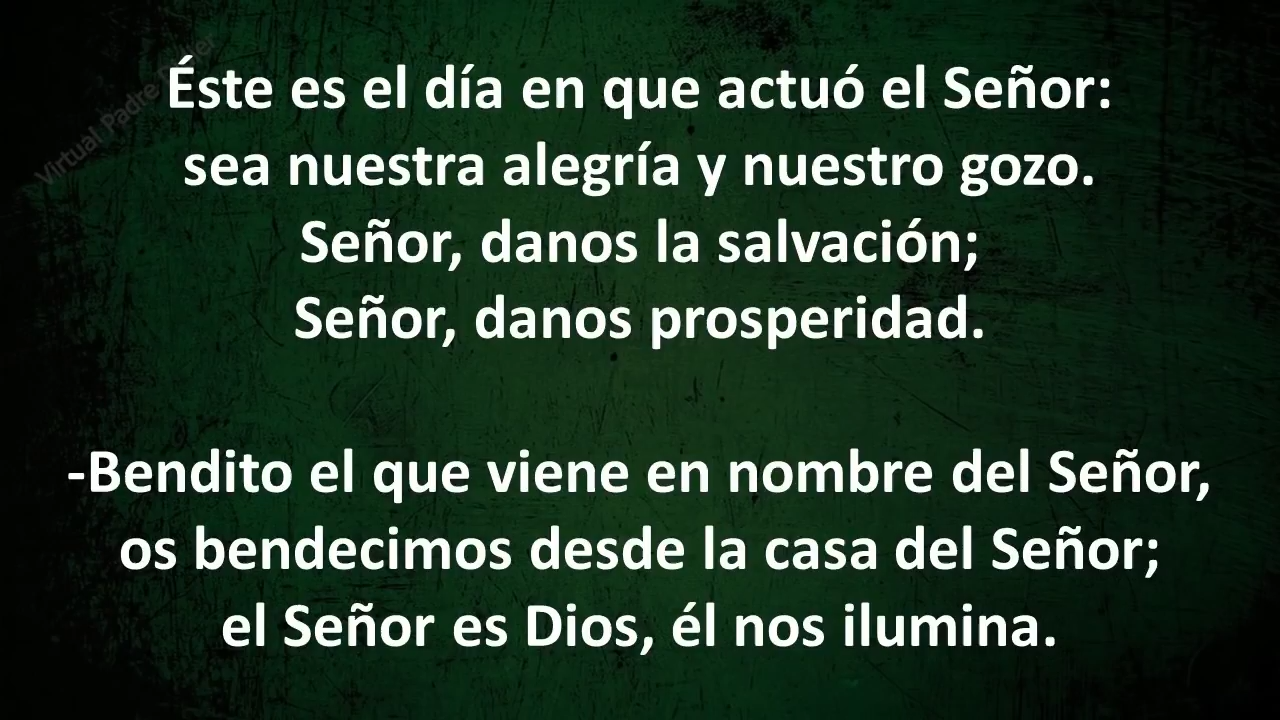 Éste es el día en que actuó el Señor:
sea nuestra alegría y nuestro gozo.
Señor, danos la salvación;
Señor, danos prosperidad.
-Bendito el que viene en nombre del Señor,
os bendecimos desde la casa del Señor;
el Señor es Dios, él nos ilumina.
Virtual Padre